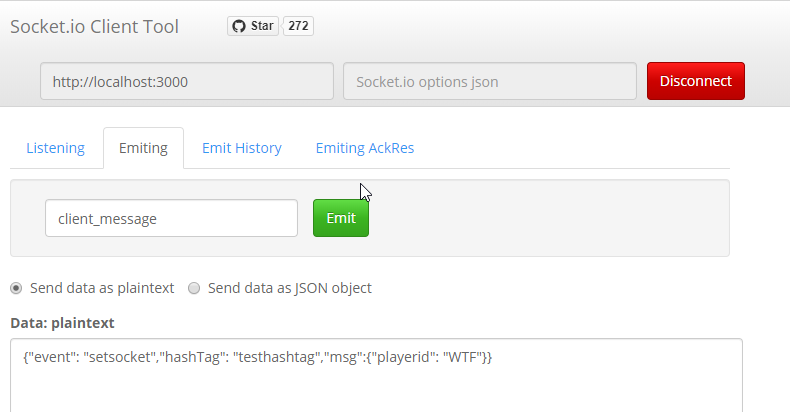 Socket.io Client Tool Star 272
http://localhost:3000 Socket.io options json Disconnect
Listening Emiting Emit History Emiting AckRes
client_message Emit
Send data as plaintext Send data as JSON object
Data: plaintext
{"event": "setsocket","hashTag": "testhashtag","msg":{"playerid": "WTF"}}